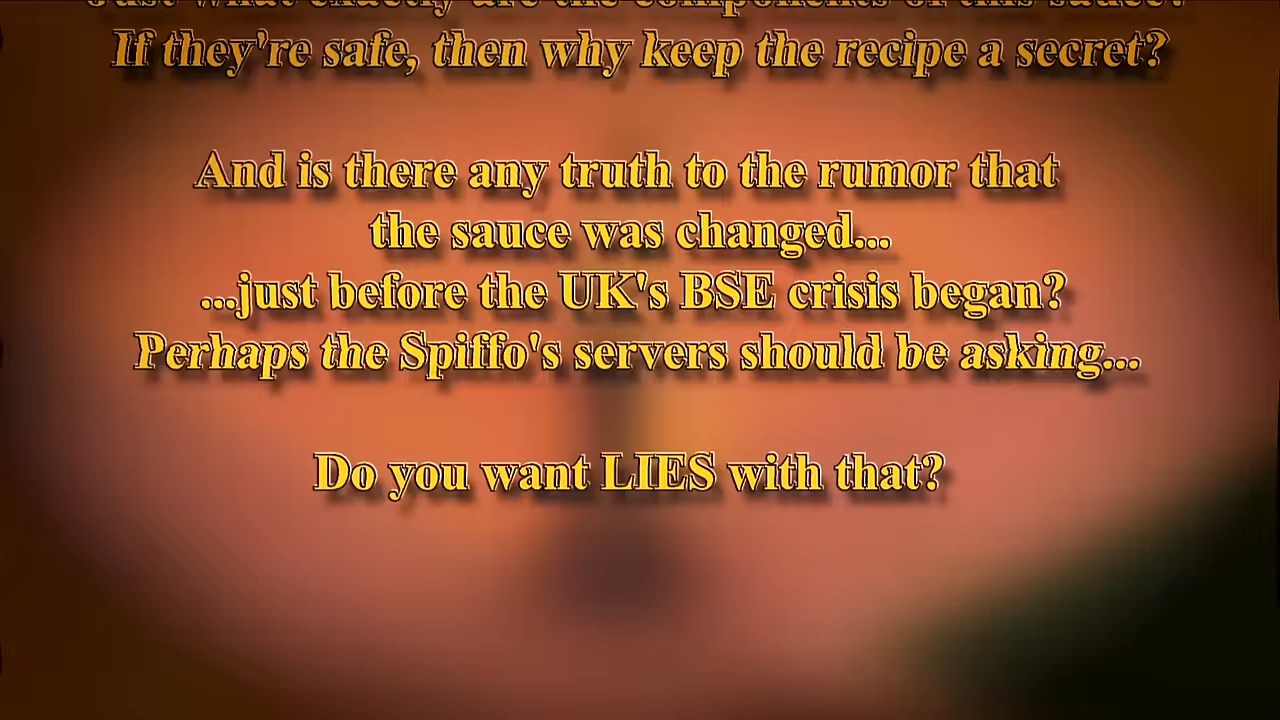 Just what exactly are the components of this sauce?
If they're safe, then why keep the recipe a secret?
And is there any truth to the rumor that
the sauce was changed...
...just before the UK's BSE crisis began?
Perhaps the Spiffo's servers should be asking...
Do you want LIES with that?